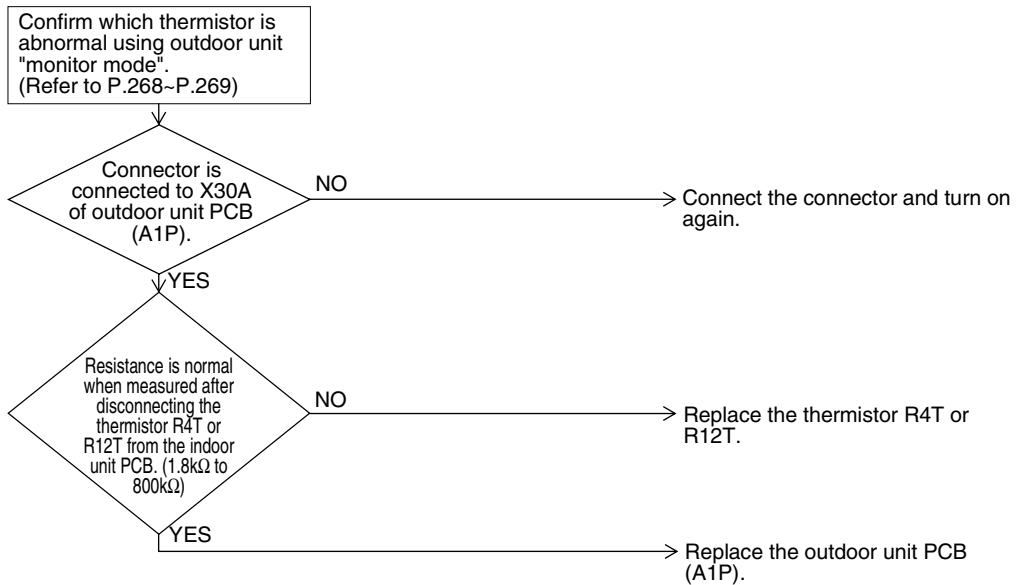 Confirm which thermistor is
abnormal using outdoor unit
"monitor mode".
(Refer to P.268~P.269)
Connector is
connected to X30A
of outdoor unit PCB
(A1P).
NO
Connect the connector and turn on
again.
YES
Resistance is normal
when measured after
disconnecting the
thermistor R4T or
R12T from the indoor
unit PCB. (1.8kΩ to
800kΩ)
NO
Replace the thermistor R4T or
R12T.
YES
Replace the outdoor unit PCB
(A1P).